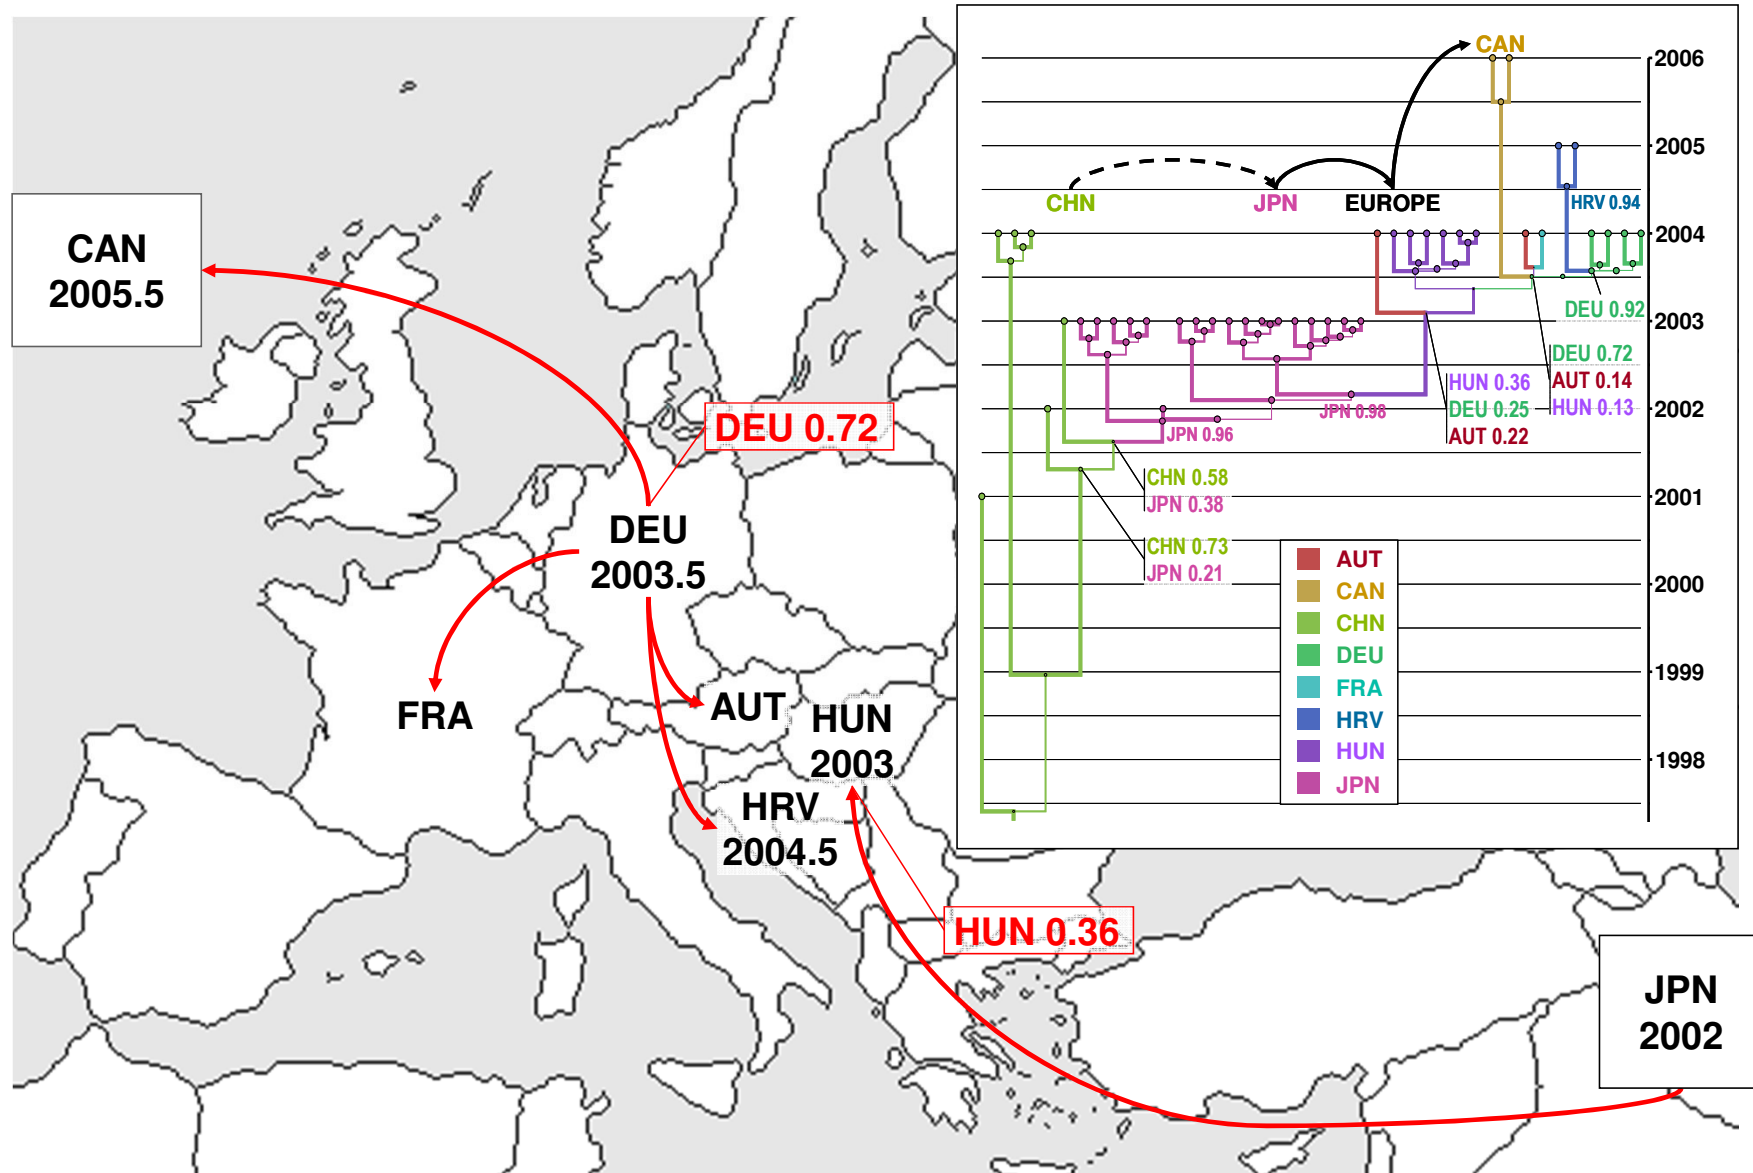 CAN
2005.5
DEU 0.72
DEU
2003.5
FRA
AUT
HUN
2003
HRV
2004.5
HUN 0.36
JPN
2002
CAN
2006
2005
CHN
JPN
EUROPE
HRV 0.94
2004
DEU 0.92
2003
DEU 0.72
AUT 0.14
HUN 0.13
HUN 0.36
DEU 0.25
AUT 0.22
JPN 0.98
2002
JPN 0.96
CHN 0.58
JPN 0.38
2001
CHN 0.73
JPN 0.21
2000
1999
1998
AUT
CAN
CHN
DEU
FRA
HRV
HUN
JPN